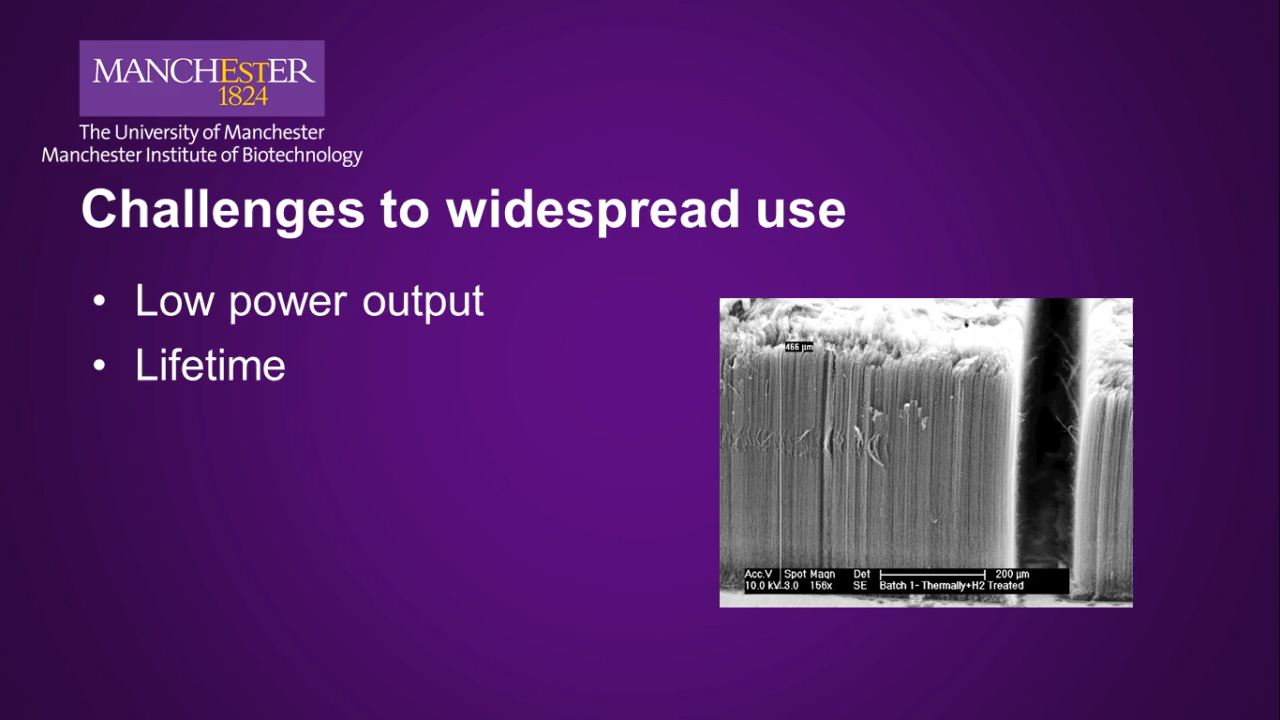 MANCHESTER
1824
The University of Manchester
Manchester Institute of Biotechnology
Challenges to widespread use
• Low power output
• Lifetime
466 µm
Acc.V Spot Magn Det 200 µm
10.0 kV 3.0 156x SE Batch 1- Thermally+H2 Treated